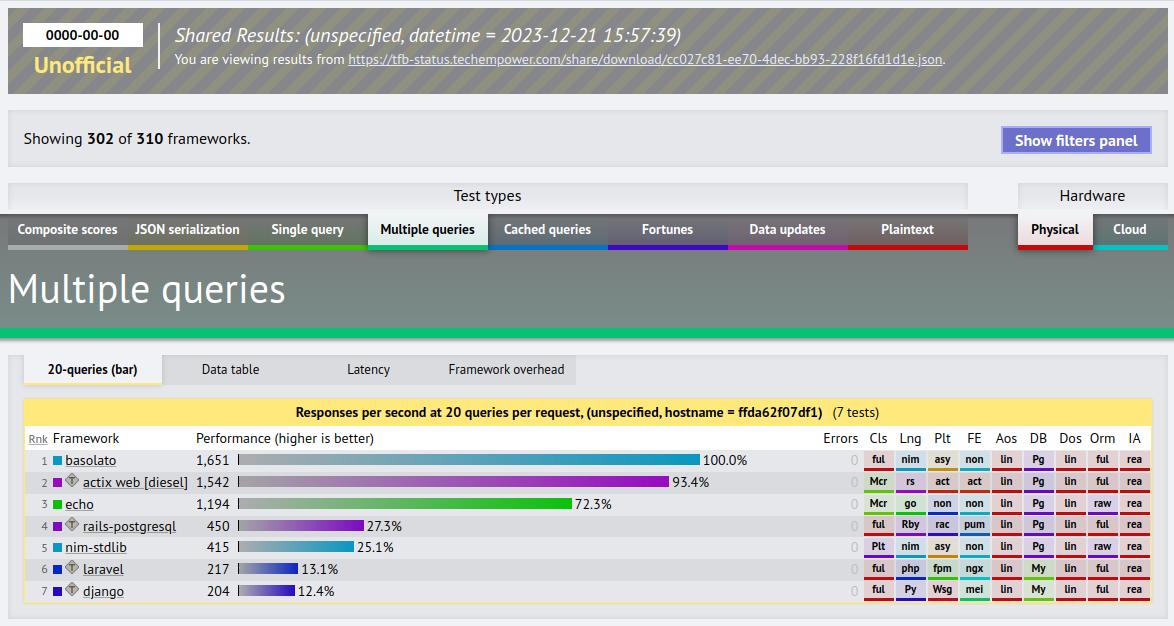 0000-00-00
Unofficial
Shared Results: (unspecified, datetime = 2023-12-21 15:57:39)
You are viewing results from https://tfb-status.techempower.com/share/download/cc027c81-ee70-4dec-bb93-228f16fd1d1e.json.
Showing 302 of 310 frameworks.
Show filters panel
Test types
Hardware
Composite scores JSON serialization Single query Multiple queries Cached queries Fortunes Data updates Plaintext Physical Cloud
Multiple queries
20-queries (bar) Data table Latency Framework overhead
Responses per second at 20 queries per request, (unspecified, hostname = ffda62f07df1) (7 tests)
Rnk Framework Performance (higher is better) Errors Cls Lng Plt FE Aos DB Dos Orm IA
1 basolato 1,651 100.0% 0 ful nim asy non lin Pg lin ful rea
2 T actix web [diesel] 1,542 93.4% 0 Mcr rs act act lin Pg lin ful rea
3 echo 1,194 72.3% 0 Mcr go non non lin Pg lin raw rea
4 T rails-postgresql 450 27.3% 0 ful Rby rac pum lin Pg lin ful rea
5 nim-stdlib 415 25.1% 0 Plt nim asy non lin Pg lin raw rea
6 T laravel 217 13.1% 0 ful php fpm ngx lin My lin ful rea
7 T django 204 12.4% 0 ful Py Wsg mei lin My lin ful rea